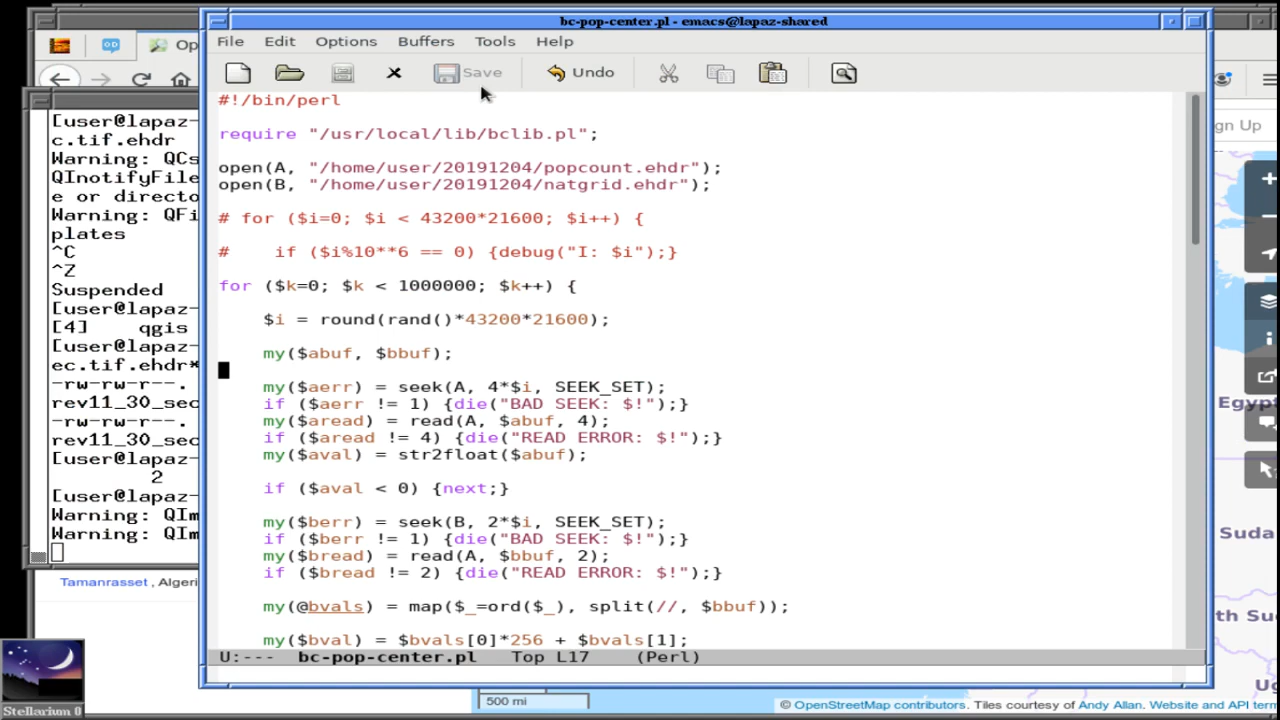 bc-pop-center.pl - emacs@lapaz-shared
File Edit Options Buffers Tools Help
Save Undo
#!/bin/perl
require "/usr/local/lib/bclib.pl";
open(A, "/home/user/20191204/popcount.ehdr");
open(B, "/home/user/20191204/natgrid.ehdr");
# for ($i=0; $i < 43200*21600; $i++) {
#    if ($i%10**6 == 0) {debug("I: $i");}
for ($k=0; $k < 1000000; $k++) {
    $i = round(rand()*43200*21600);
    my($abuf, $bbuf);
    my($aerr) = seek(A, 4*$i, SEEK_SET);
    if ($aerr != 1) {die("BAD SEEK: $!");}
    my($aread) = read(A, $abuf, 4);
    if ($aread != 4) {die("READ ERROR: $!");}
    my($aval) = str2float($abuf);
    if ($aval < 0) {next;}
    my($berr) = seek(B, 2*$i, SEEK_SET);
    if ($berr != 1) {die("BAD SEEK: $!");}
    my($bread) = read(A, $bbuf, 2);
    if ($bread != 2) {die("READ ERROR: $!");}
    my(@bvals) = map($_=ord($_), split(//, $bbuf));
    my($bval) = $bvals[0]*256 + $bvals[1];
U:---  bc-pop-center.pl   Top L17    (Perl)
Op
[user@lapaz-
c.tif.ehdr
Warning: QCs
QInotifyFile
e or directo
Warning: QFi
plates
^C
^Z
Suspended
[user@lapaz-
[4]    qgis
[user@lapaz-
ec.tif.ehdr*
-rw-rw-r--.
rev11_30_sec
-rw-rw-r--.
rev11_30_sec
[user@lapaz-
2
[user@lapaz-
Warning: QIm
Warning: QIm
Tamanrasset , Algeri
Stellarium 0
gn Up
Egyp
Suda
th Su
Ug
500 mi
© OpenStreetMap contributors. Tiles courtesy of Andy Allan. Website and API term